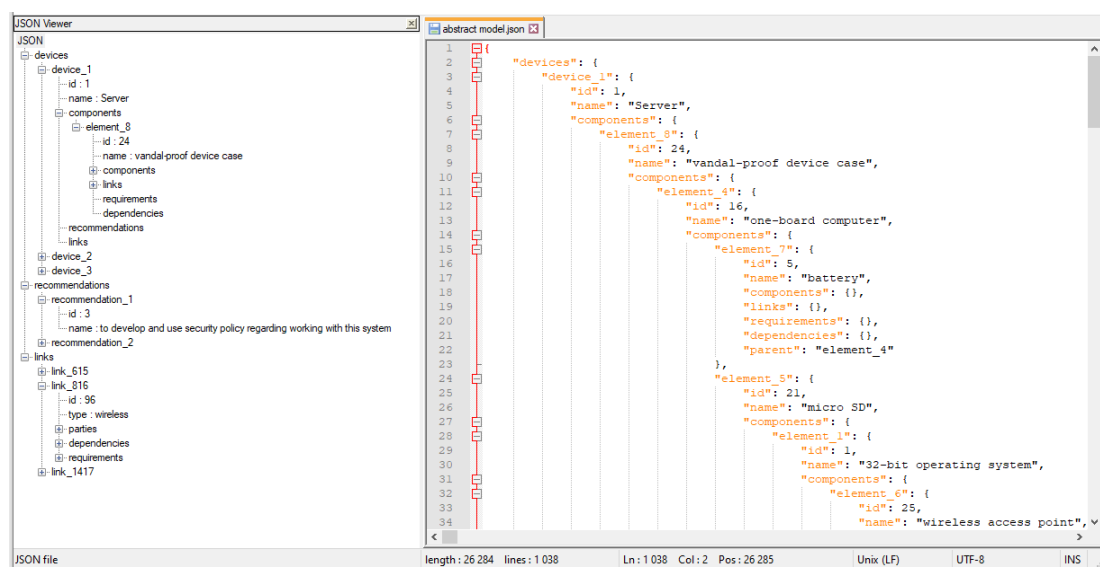 JSON Viewer
JSON
devices
device_1
id : 1
name : Server
components
element_8
id : 24
name : vandal-proof device case
components
links
requirements
dependencies
recommendations
links
device_2
device_3
recommendations
recommendation_1
id : 3
name : to develop and use security policy regarding working with this system
recommendation_2
links
link_615
link_816
id : 96
type : wireless
parties
dependencies
requirements
link_1417
JSON file
abstract model.json
1 {
2 "devices": {
3 "device_1": {
4 "id": 1,
5 "name": "Server",
6 "components": {
7 "element_8": {
8 "id": 24,
9 "name": "vandal-proof device case",
10 "components": {
11 "element_4": {
12 "id": 16,
13 "name": "one-board computer",
14 "components": {
15 "element_7": {
16 "id": 5,
17 "name": "battery",
18 "components": {},
19 "links": {},
20 "requirements": {},
21 "dependencies": {},
22 "parent": "element_4"
23 },
24 "element_5": {
25 "id": 21,
26 "name": "micro SD",
27 "components": {
28 "element_1": {
29 "id": 1,
30 "name": "32-bit operating system",
31 "components": {
32 "element_6": {
33 "id": 25,
34 "name": "wireless access point",
length : 26 284 lines : 1 038 Ln : 1 038 Col : 2 Pos : 26 285 Unix (LF) UTF-8 INS